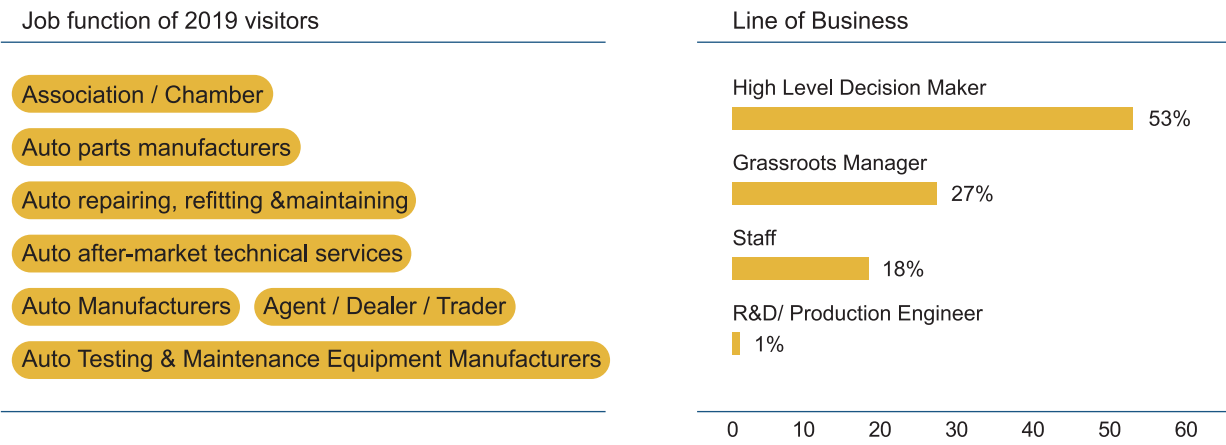 Job function of 2019 visitors
Association / Chamber
Auto parts manufacturers
Auto repairing, refitting &maintaining
Auto after-market technical services
Auto Manufacturers
Agent / Dealer / Trader
Auto Testing & Maintenance Equipment Manufacturers
Line of Business
High Level Decision Maker
53%
Grassroots Manager
27%
Staff
18%
R&D/ Production Engineer
1%
0 10 20 30 40 50 60